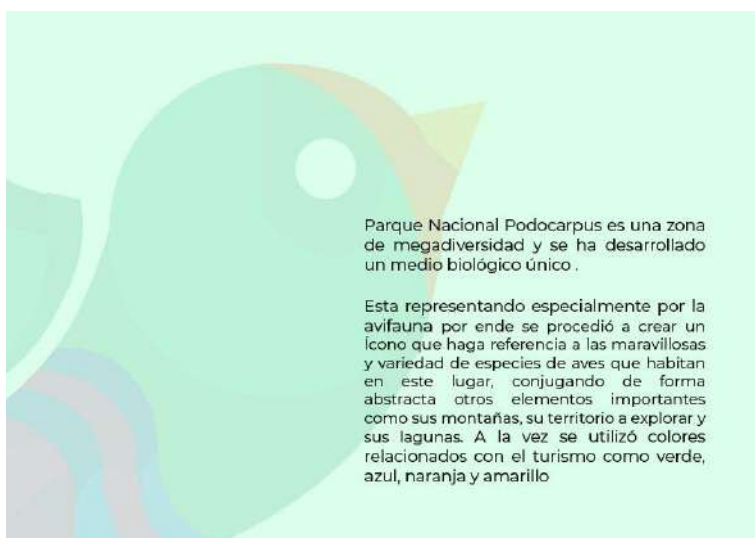 Parque Nacional Podocarpus es una zona
de megadiversidad y se ha desarrollado
un medio biológico único .
Esta representando especialmente por la
avifauna por ende se procedió a crear un
Ícono que haga referencia a las maravillosas
y variedad de especies de aves que habitan
en este lugar, conjugando de forma
abstracta otros elementos importantes
como sus montañas, su territorio a explorar y
sus lagunas. A la vez se utilizó colores
relacionados con el turismo como verde,
azul, naranja y amarillo